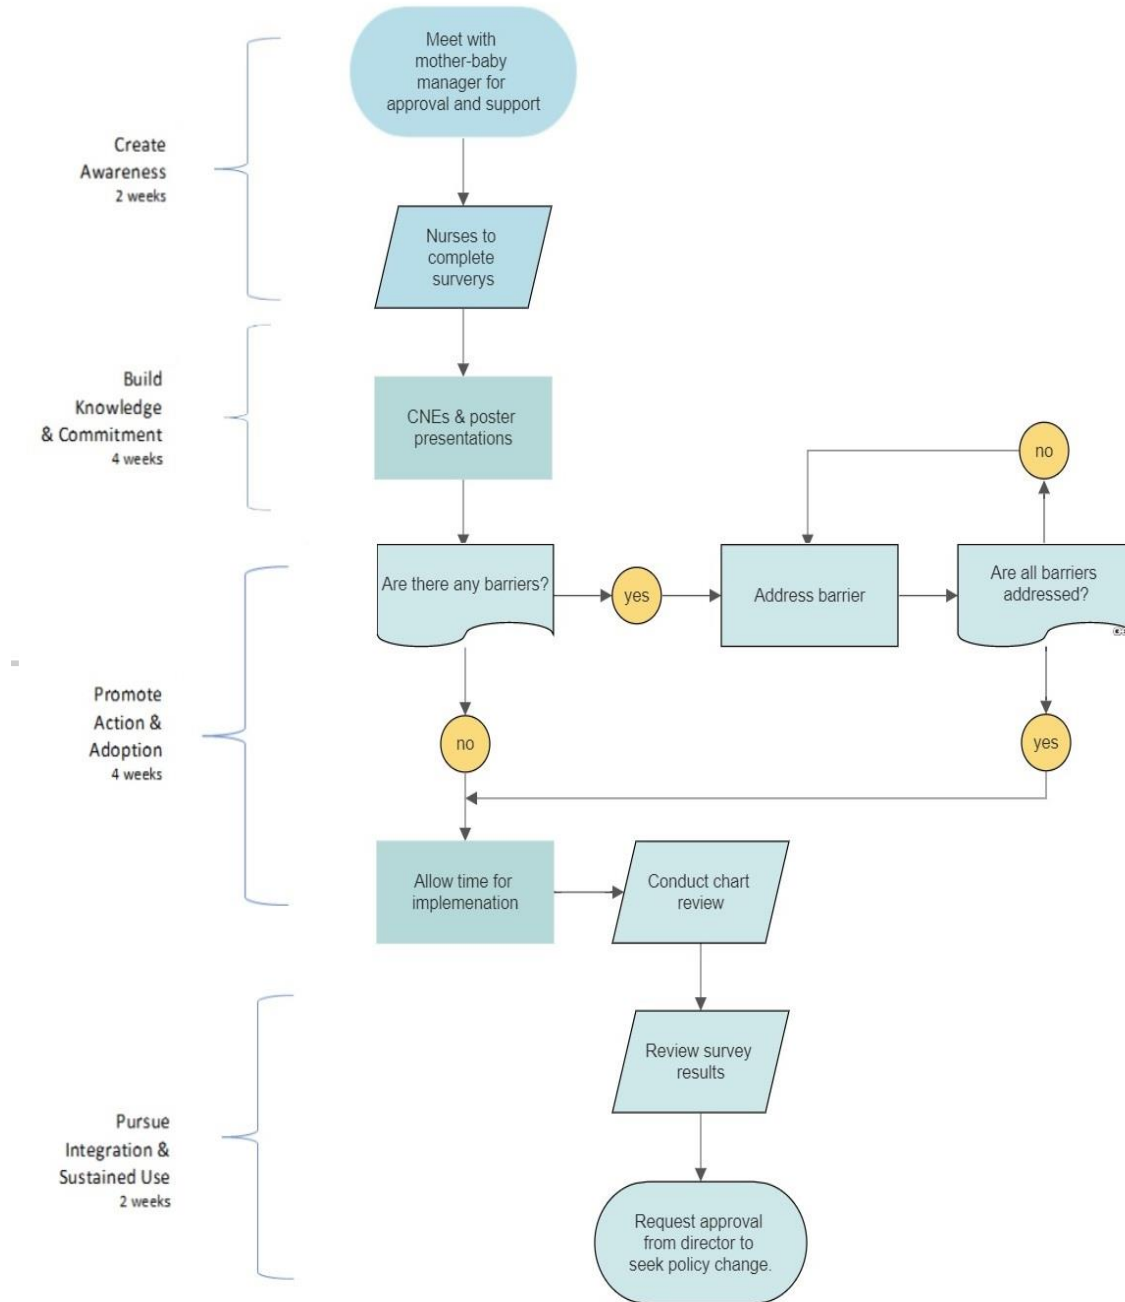 Meet with
mother-baby
manager for
approval and support
Create
Awareness
2 weeks
Nurses to
complete
surverys
Build
Knowledge
& Commitment
4 weeks
CNEs & poster
presentations
no
Are there any barriers?
yes
Address barrier
Are all barriers
addressed?
Promote
Action &
Adoption
4 weeks
no
yes
Allow time for
implemenation
Conduct chart
review
Review survey
results
Pursue
Integration &
Sustained Use
2 weeks
Request approval
from director to
seek policy change.